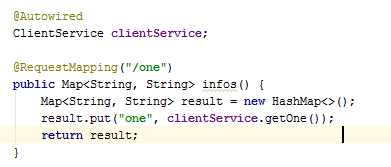 @Autowired
ClientService clientService;
@RequestMapping("/one")
public Map<String, String> infos() {
Map<String, String> result = new HashMap<>();
result.put("one", clientService.getOne());
return result;
}